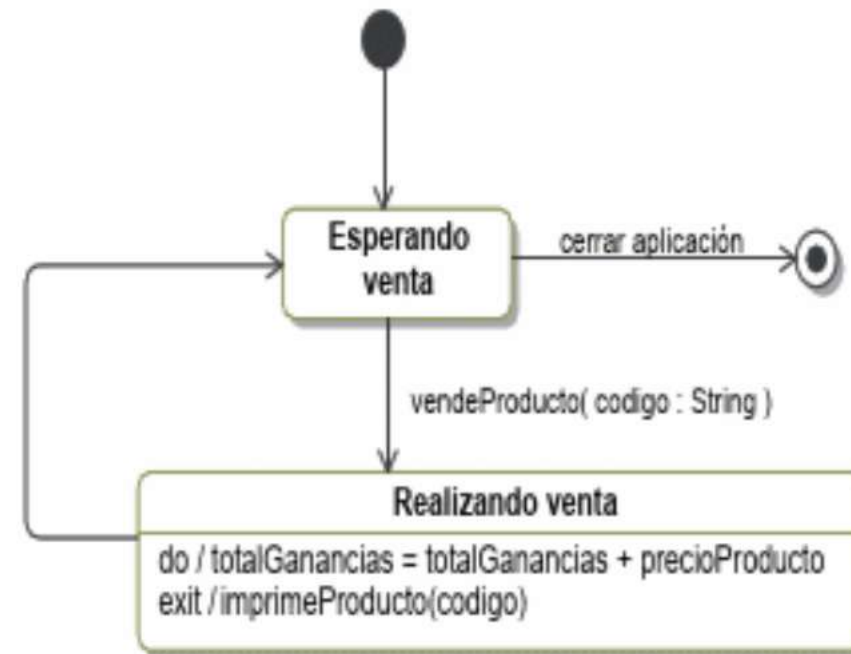 Esperando
venta
cerrar aplicación
vendeProducto( codigo : String )
Realizando venta
do / totalGanancias = totalGanancias + precioProducto
exit / imprimeProducto(codigo)